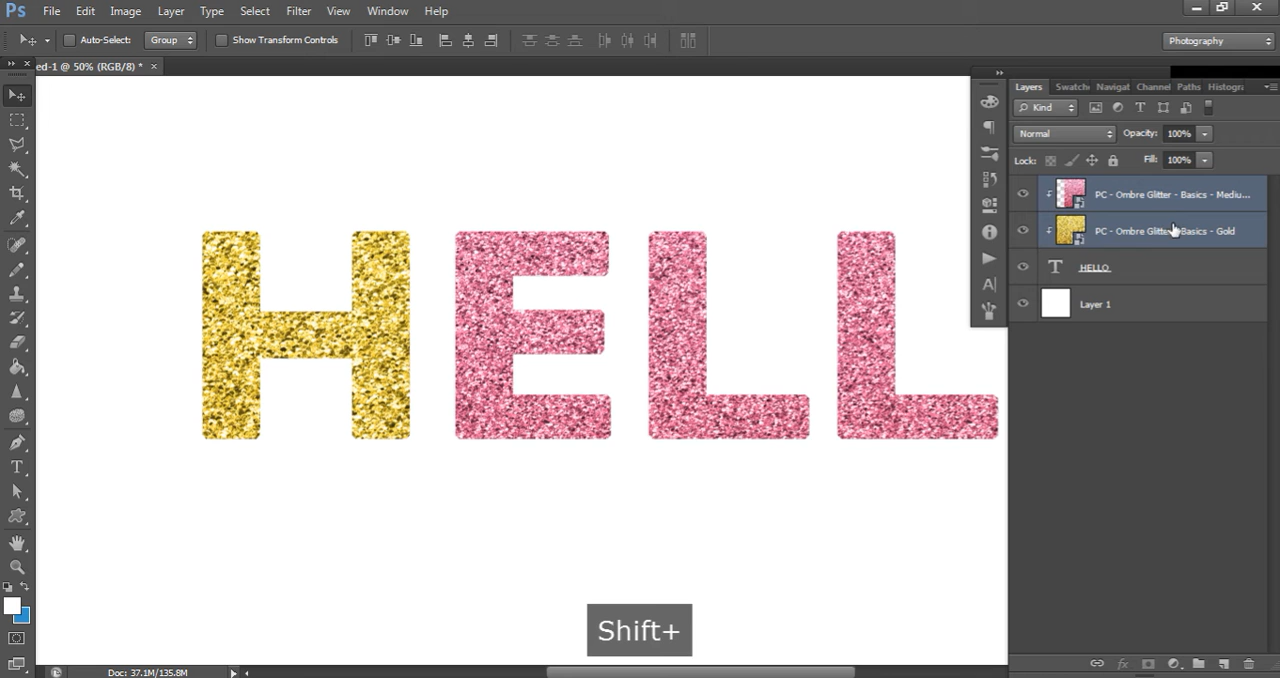 Ps File Edit Image Layer Type Select Filter View Window Help
Auto-Select: Group Show Transform Controls Photography
ed-1 @ 50% (RGB/8) * ×
Layers Swatch Navigat Channel Paths Histogra
Kind
Normal Opacity: 100%
Lock: Fill: 100%
PC - Ombre Glitter - Basics - Mediu...
PC - Ombre Glitter - Basics - Gold
T HELLO
Layer 1
HELL
Shift+
Doc: 37.1M/135.8M